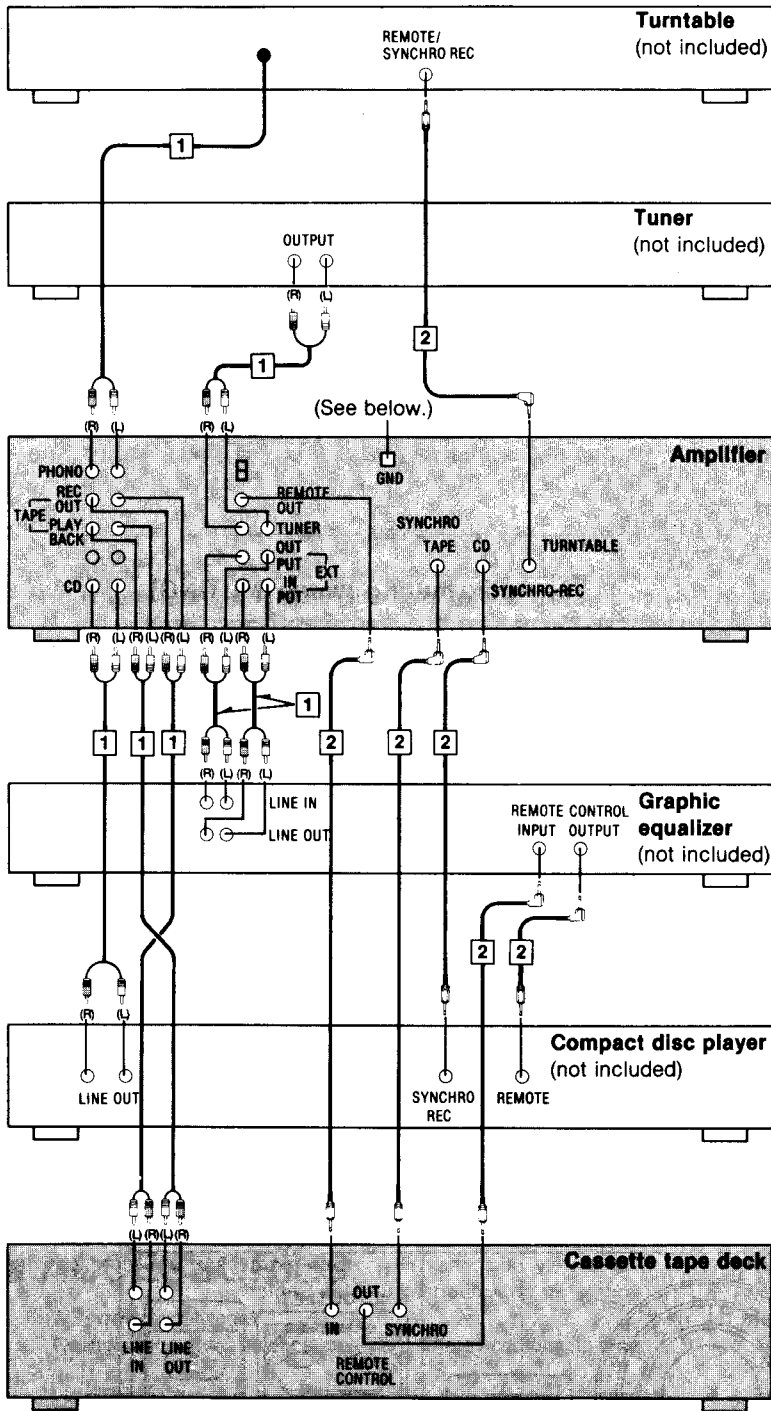 Turntable
(not included)
REMOTE/
SYNCHRO REC
1
Tuner
(not included)
OUTPUT
(R) (L)
1
2
(See below.)
(R) (L) (R) (L)
Amplifier
PHONO
GND
REC
OUT
REMOTE
OUT
TAPE
PLAY
BACK
TUNER
SYNCHRO
TAPE CD
TURNTABLE
OUT
PUT
EXT
CD
IN
PUT
SYNCHRO-REC
(R) (L) (R) (L) (R) (L) (R) (L) (R) (L)
1
1 1 1 2 2 2
(R) (L) (R) (L)
LINE IN
LINE OUT
Graphic
equalizer
(not included)
REMOTE CONTROL
INPUT OUTPUT
2 2
(R) (L)
Compact disc player
(not included)
LINE OUT
SYNCHRO
REC
REMOTE
(L) (R) (L) (R)
Cassette tape deck
OUT
IN
SYNCHRO
LINE
IN
LINE
OUT
REMOTE
CONTROL